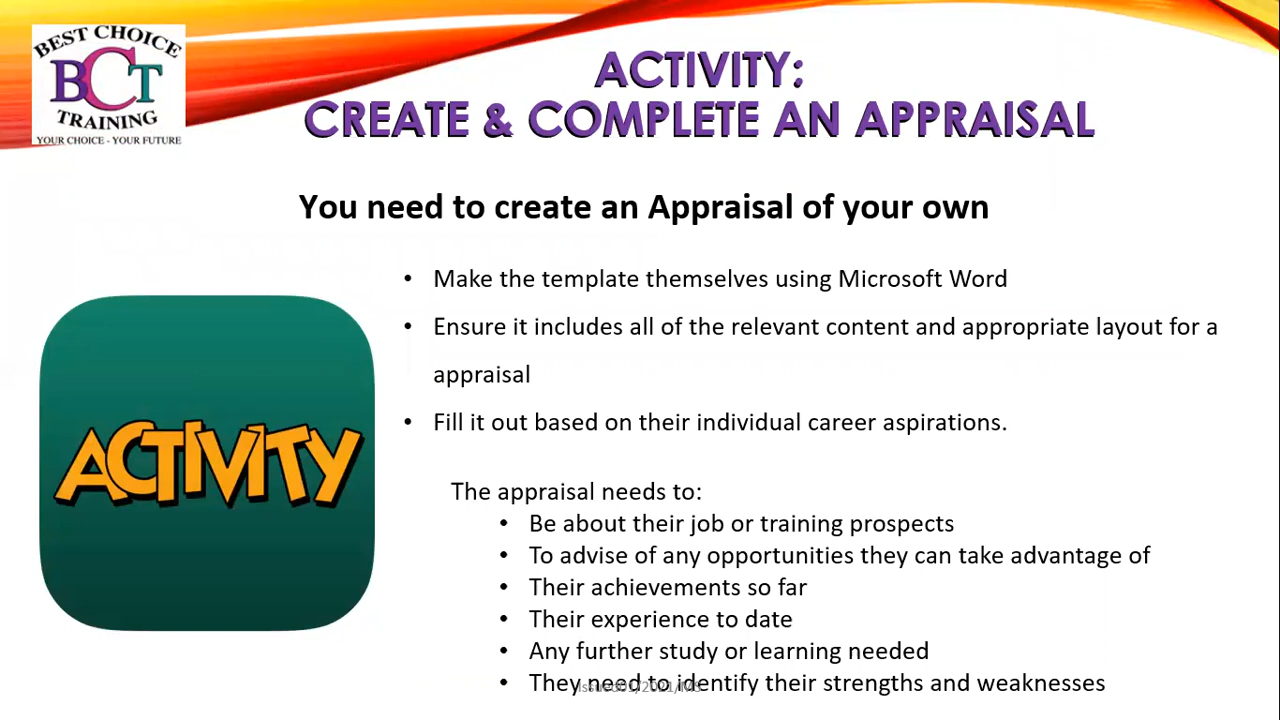 BEST CHOICE
BCT
TRAINING
YOUR CHOICE - YOUR FUTURE
ACTIVITY:
CREATE & COMPLETE AN APPRAISAL
You need to create an Appraisal of your own
• Make the template themselves using Microsoft Word
• Ensure it includes all of the relevant content and appropriate layout for a
appraisal
• Fill it out based on their individual career aspirations.
ACTIVITY
The appraisal needs to:
• Be about their job or training prospects
• To advise of any opportunities they can take advantage of
• Their achievements so far
• Their experience to date
• Any further study or learning needed
• They need to identify their strengths and weaknesses